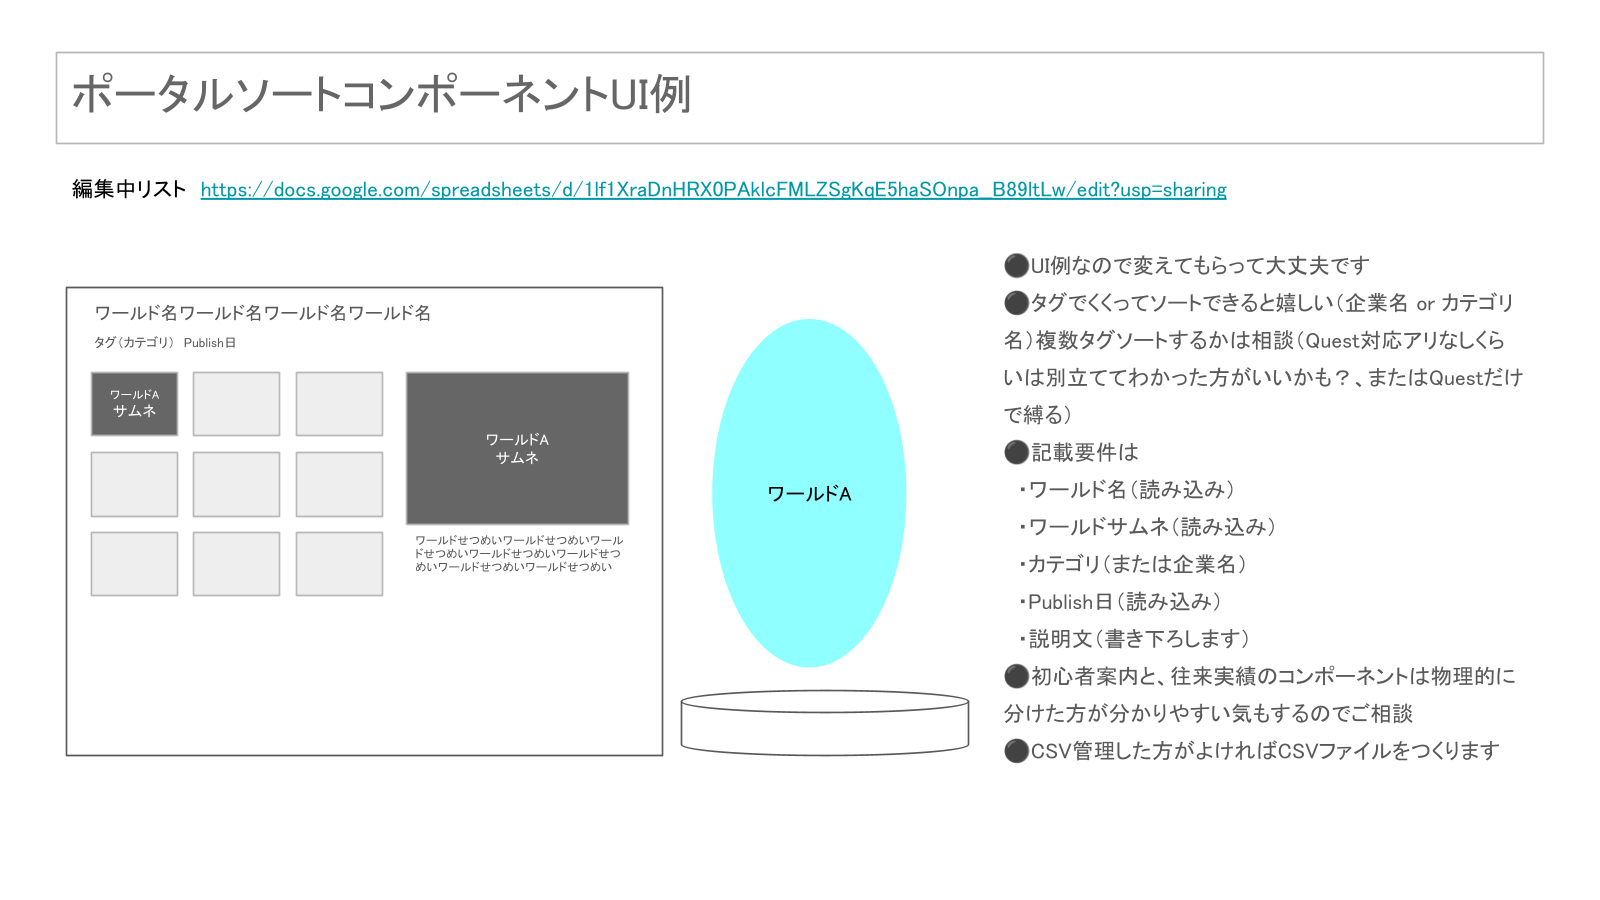 ポータルソートコンポーネントUI例
編集中リスト https://docs.google.com/spreadsheets/d/1lf1XraDnHRX0PAklcFMLZSgKqE5haSOnpa_B89ltLw/edit?usp=sharing
ワールド名ワールド名ワールド名ワールド名
タグ（カテゴリ） Publish日
ワールドA
サムネ
ワールドA
サムネ
ワールドせつめいワールドせつめいワール
ドせつめいワールドせつめいワールドせつ
めいワールドせつめいワールドせつめい
ワールドA
●UI例なので変えてもらって大丈夫です
●タグでくくってソートできると嬉しい（企業名 or カテゴリ
名）複数タグソートするかは相談（Quest対応アリなしくら
いは別立ててわかった方がいいかも？、またはQuestだけ
で縛る）
●記載要件は
・ワールド名（読み込み）
・ワールドサムネ（読み込み）
・カテゴリ（または企業名）
・Publish日（読み込み）
・説明文（書き下ろします）
●初心者案内と、往来実績のコンポーネントは物理的に
分けた方が分かりやすい気もするのでご相談
●CSV管理した方がよければCSVファイルをつくります